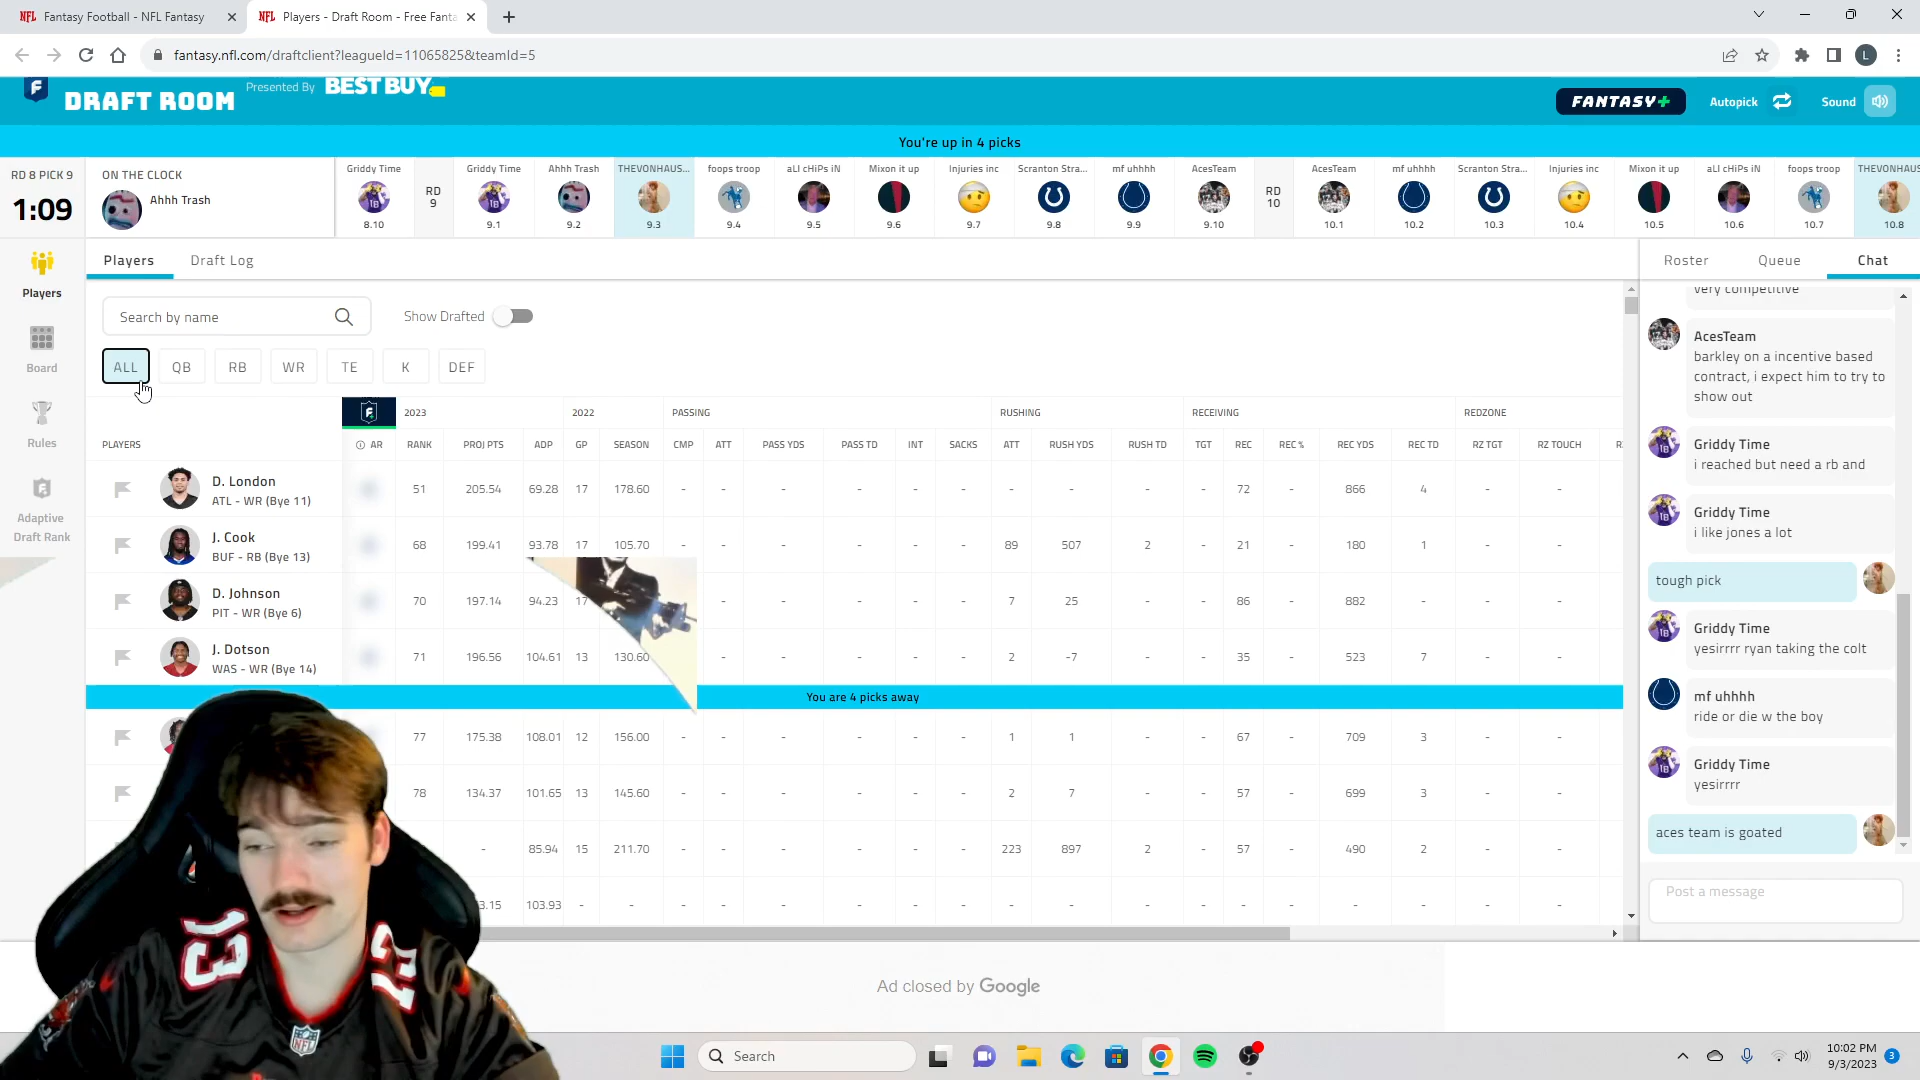 Fantasy Football - NFL Fantasy
Players - Draft Room - Free Fanta
fantasy.nfl.com/draftclient?leagueId=11065825&teamId=5
L
DRAFT ROOM
Presented By BEST BUY
FANTASY+
Autopick
Sound
You're up in 4 picks
RD 8 PICK 9
1:09
ON THE CLOCK
Ahhh Trash
Griddy Time
8.10
RD 9
Griddy Time
9.1
Ahhh Trash
9.2
THEVONHAUS...
9.3
foops troop
9.4
aLl cHiPs iN
9.5
Mixon it up
9.6
Injuries inc
9.7
Scranton Stra...
9.8
mf uhhhh
9.9
AcesTeam
9.10
RD 10
AcesTeam
10.1
mf uhhhh
10.2
Scranton Stra...
10.3
Injuries inc
10.4
Mixon it up
10.5
aLl cHiPs iN
10.6
foops troop
10.7
THEVONHAUS
10.8
Players
Board
Rules
Adaptive
Draft Rank
Players Draft Log
Search by name
Show Drafted
ALL QB RB WR TE K DEF
2023 2022 PASSING RUSHING RECEIVING REDZONE
PLAYERS AR RANK PROJ PTS ADP GP SEASON CMP ATT PASS YDS PASS TD INT SACKS ATT RUSH YDS RUSH TD TGT REC REC % REC YDS REC TD RZ TGT RZ TOUCH
D. London
ATL - WR (Bye 11)
51 205.54 69.28 17 178.60 - - - - - - - - - - 72 - 866 4 - -
J. Cook
BUF - RB (Bye 13)
68 199.41 93.78 17 105.70 - - - - - - 89 507 2 - 21 - 180 1 - -
D. Johnson
PIT - WR (Bye 6)
70 197.14 94.23 17 - - - - - 7 25 - - 86 - 882 - - -
J. Dotson
WAS - WR (Bye 14)
71 196.56 104.61 13 130.60 - - - - - 2 -7 - - 35 - 523 7 - -
You are 4 picks away
77 175.38 108.01 12 156.00 - - - - - - 1 1 - - 67 - 709 3 - -
78 134.37 101.65 13 145.60 - - - - - - 2 7 - - 57 - 699 3 - -
- 85.94 15 211.70 - - - - - - 223 897 2 - 57 - 490 2 - -
3.15 103.93 - - - - - - - - - - - - - - - - - -
Roster Queue Chat
very competitive
AcesTeam
barkley on a incentive based
contract, i expect him to try to
show out
Griddy Time
i reached but need a rb and
Griddy Time
i like jones a lot
tough pick
Griddy Time
yesirrrr ryan taking the colt
mf uhhhh
ride or die w the boy
Griddy Time
yesirrrr
aces team is goated
Post a message
Ad closed by Google
13
NFL
Search
10:02 PM
9/3/2023
3